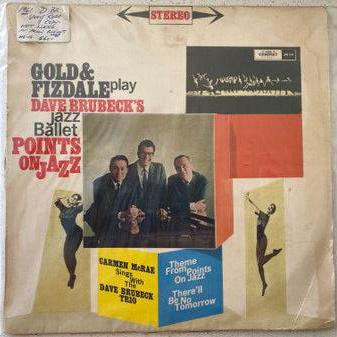 STEREO
GOLD&
FIZDALE play
DAVE BRUBECK'S
jazz
Ballet
POINTS
ON JAZZ
CARMEN McRAE
Sings
With The
DAVE BRUBECK
TRIO
Theme
From Points
On Jazz
There'll
Be No
Tomorrow